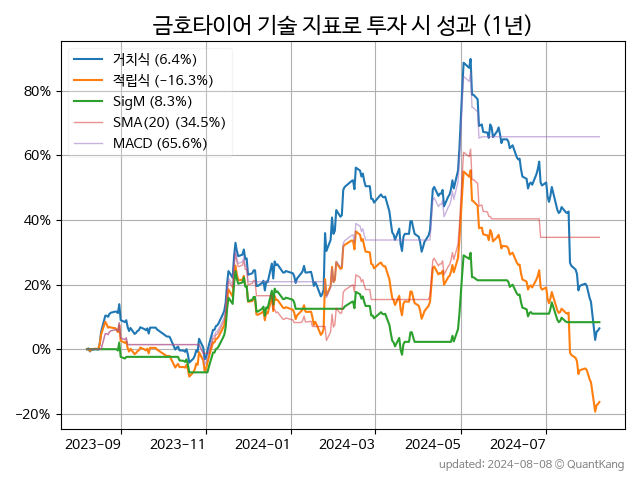 금호타이어 기술 지표로 투자 시 성과 (1년)
거치식 (6.4%)
적립식 (-16.3%)
SigM (8.3%)
SMA(20) (34.5%)
MACD (65.6%)
80%
60%
40%
20%
0%
-20%
2023-09 2023-11 2024-01 2024-03 2024-05 2024-07
updated: 2024-08-08 © QuantKang